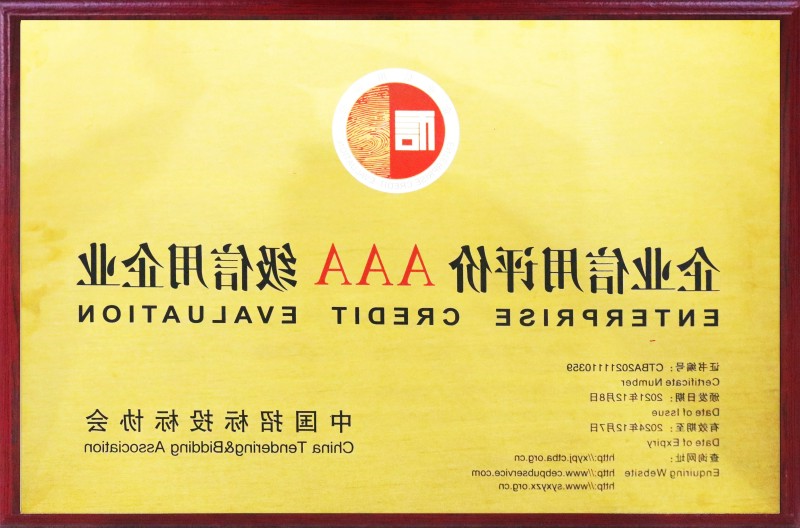 企业信用评价AAA级信用企业
ENTERPRISE CREDIT EVALUATION
证书编号：CTBA2021110359
Certificate Number
颁发日期：2021年12月8日
Date of Issue
有效期至：2024年12月7日
Date of Expiry
查询网址：http://xypj.ctba.org.cn
Enquiring Website http://www.cebpubservice.com
http://www.syxyzx.org.cn
中国招标投标协会
China Tendering&Bidding Association